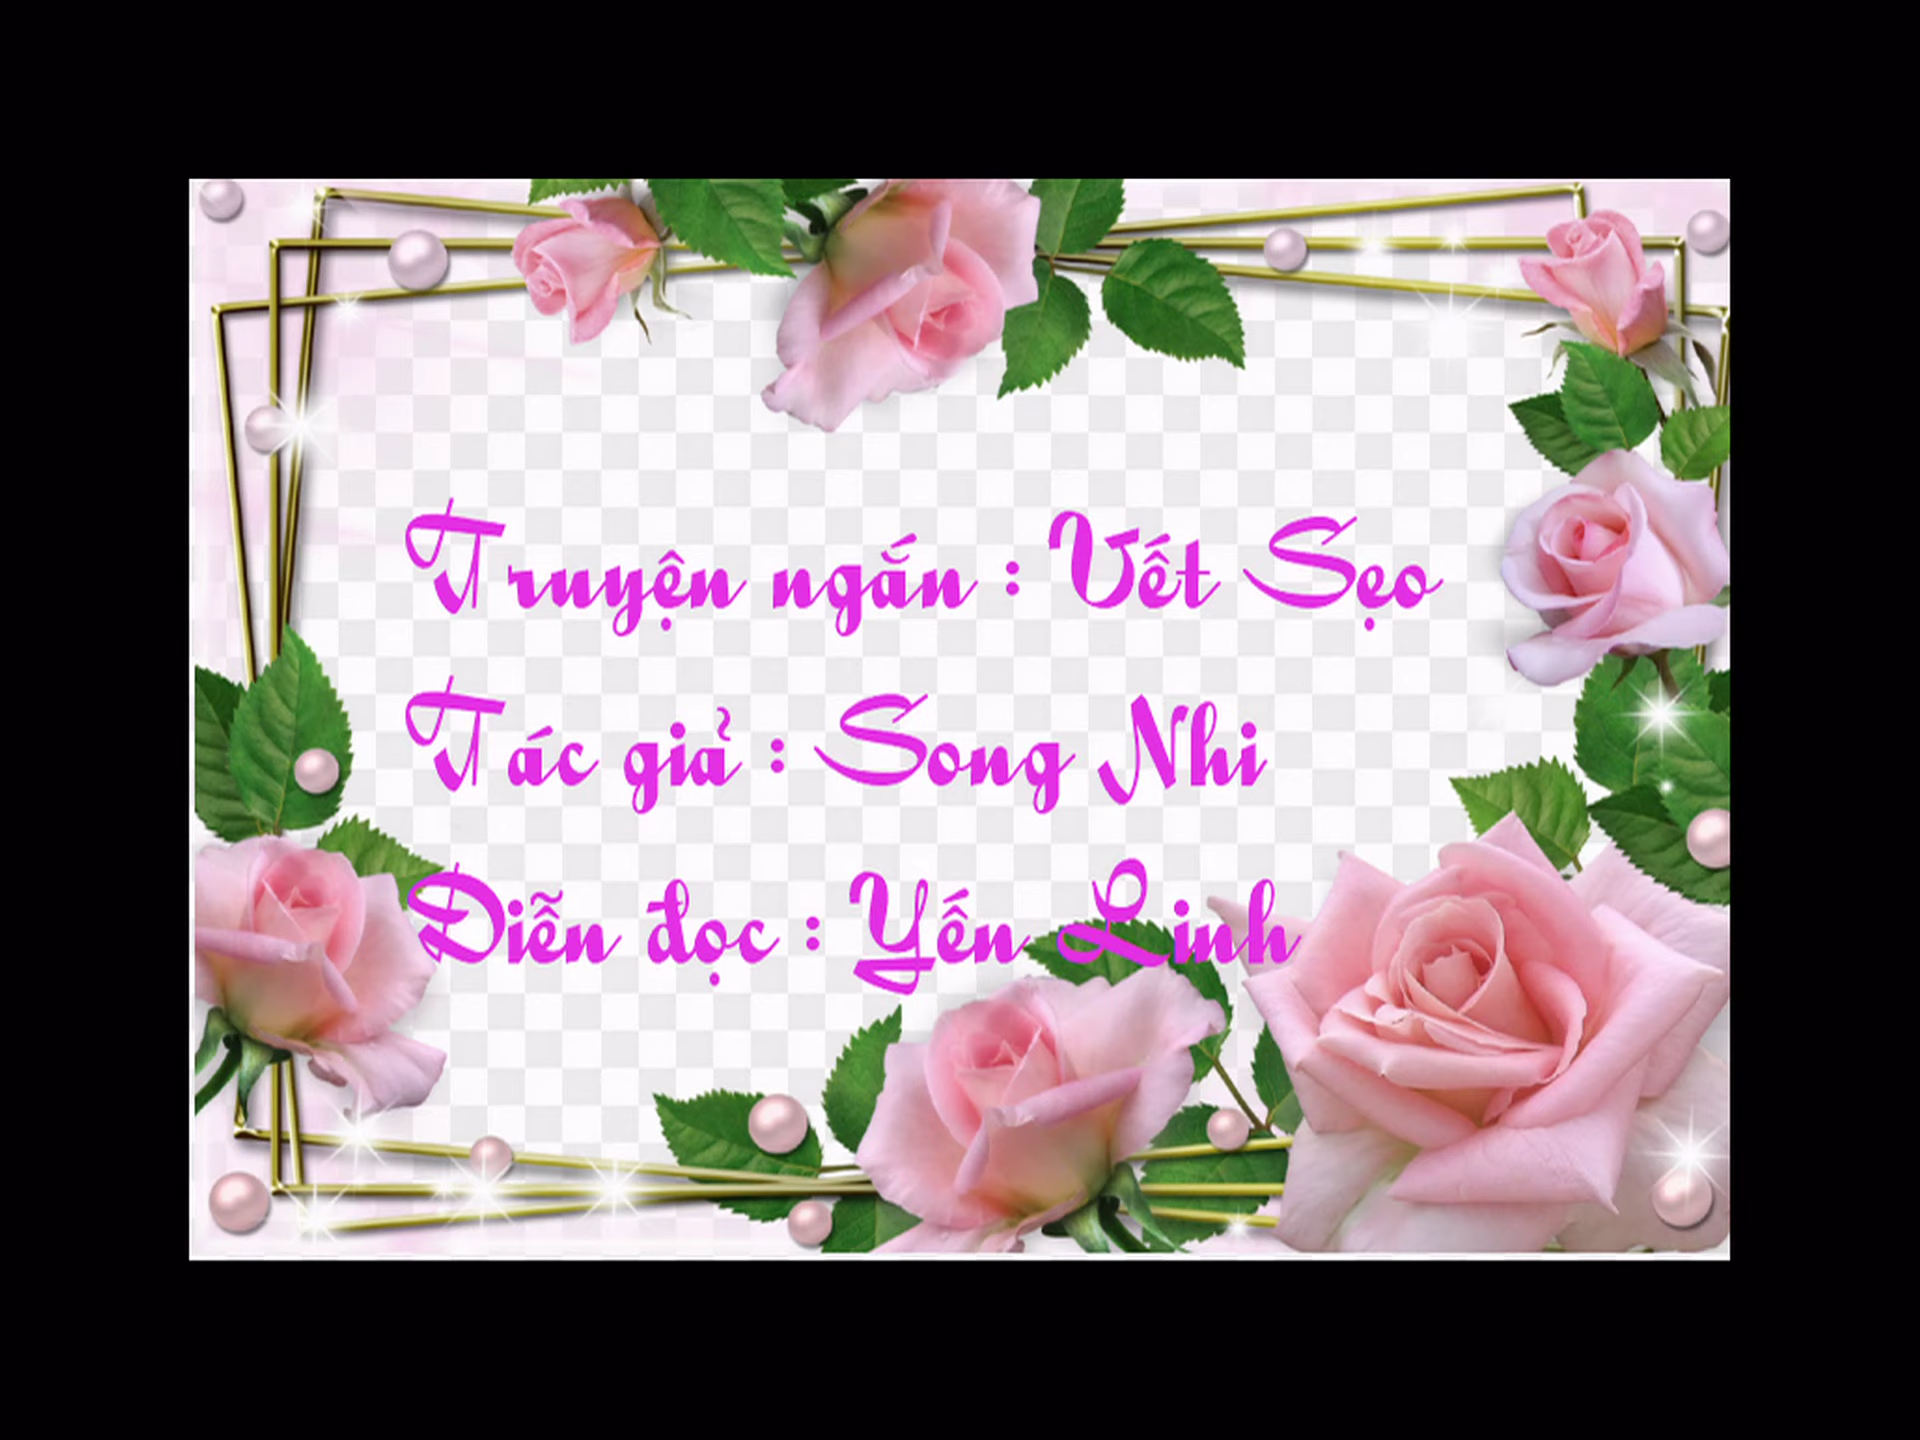 Truyện ngắn : Vết Sẹo
Tác giả : Song Nhi
Diễn đọc : Yến Linh